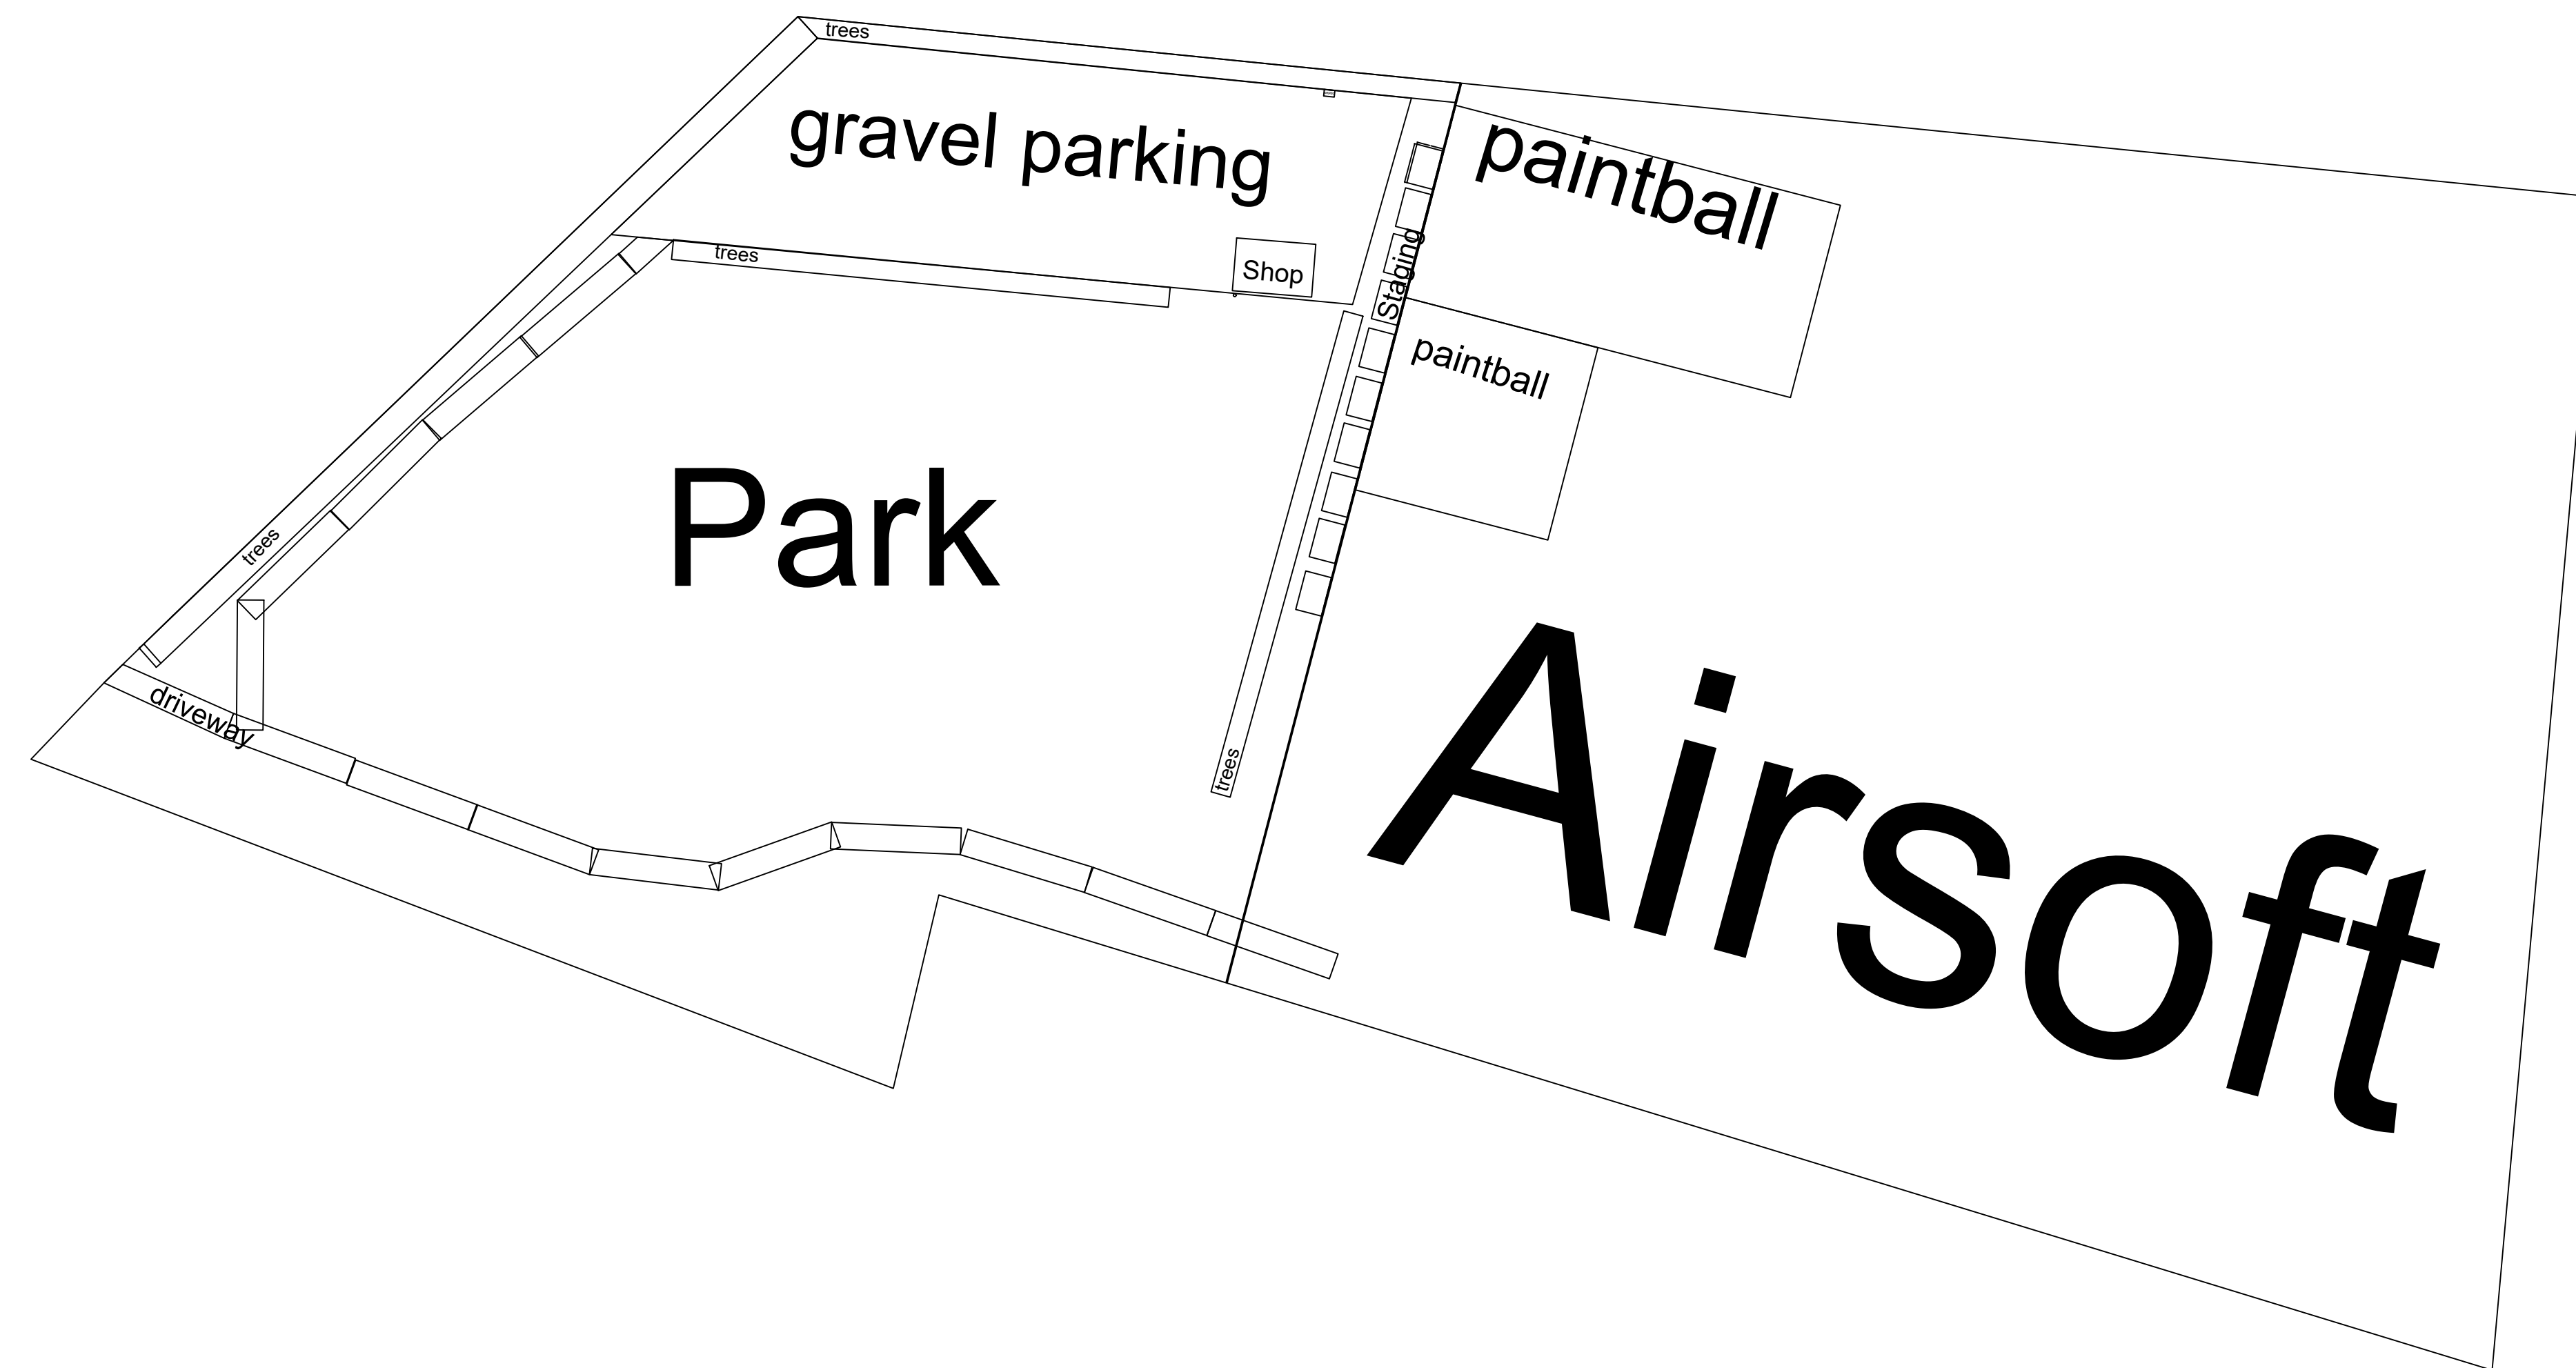 trees
gravel parking
paintball
trees
Shop
Staging
paintball
Park
trees
driveway
trees
Airsoft